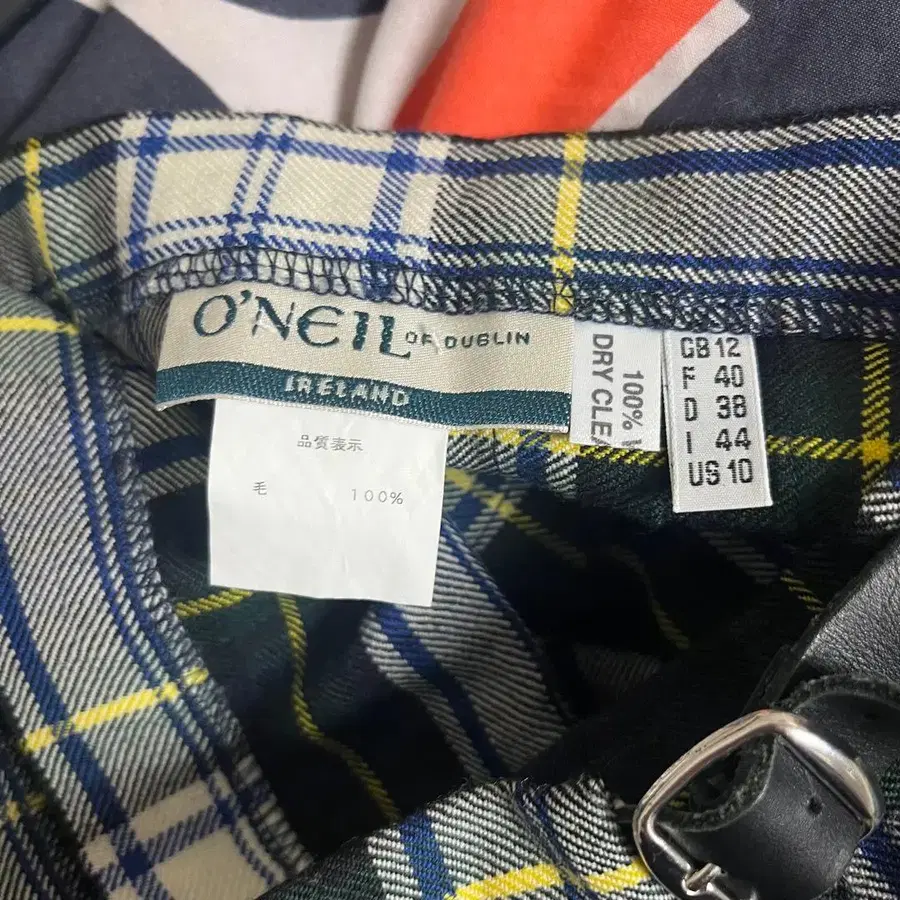 O'NEIL OF DUBLIN
IRELAND
品質表示
毛 100%
100%
DRY CLEA
GB 12
F 40
D 38
I 44
US 10